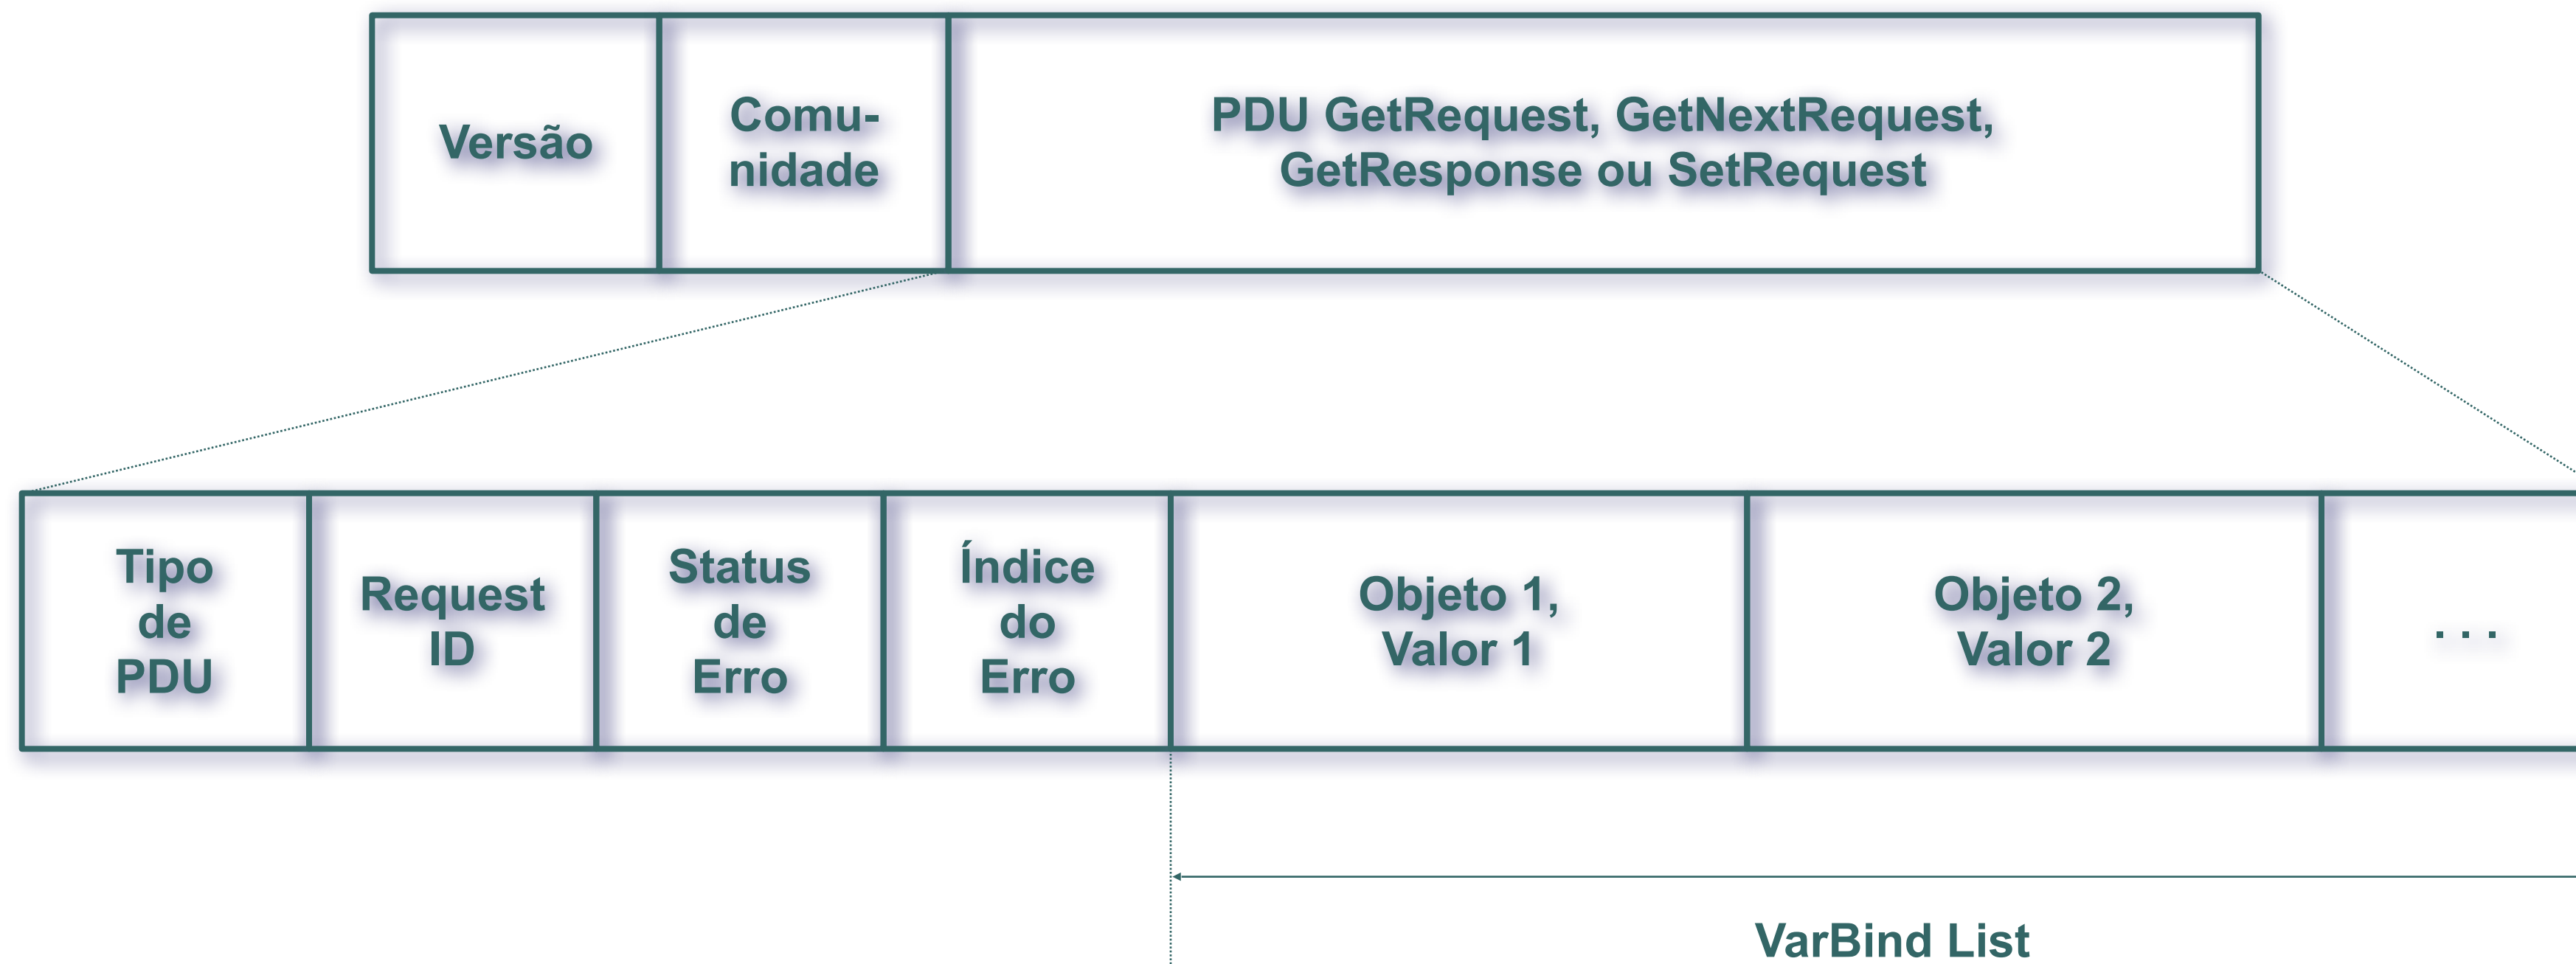 Versão
Comu-
nidade
PDU GetRequest, GetNextRequest,
GetResponse ou SetRequest
Tipo
de
PDU
Request
ID
Status
de
Erro
Índice
do
Erro
Objeto 1,
Valor 1
Objeto 2,
Valor 2
. . .
VarBind List